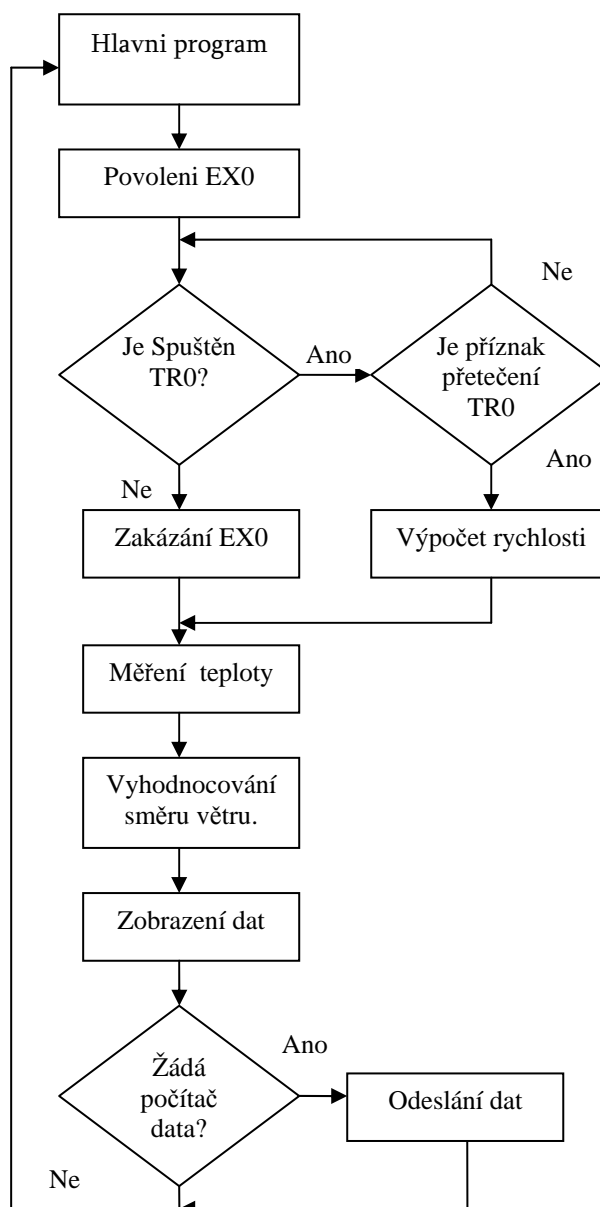 Hlavni program
Povoleni EX0
Ne
Je Spuštěn
TR0?
Ano
Je příznak
přetečení
TR0
Ano
Ne
Zakázání EX0
Výpočet rychlosti
Měření teploty
Vyhodnocování
směru větru.
Zobrazení dat
Žádá
počítač
data?
Ano
Odeslání dat
Ne